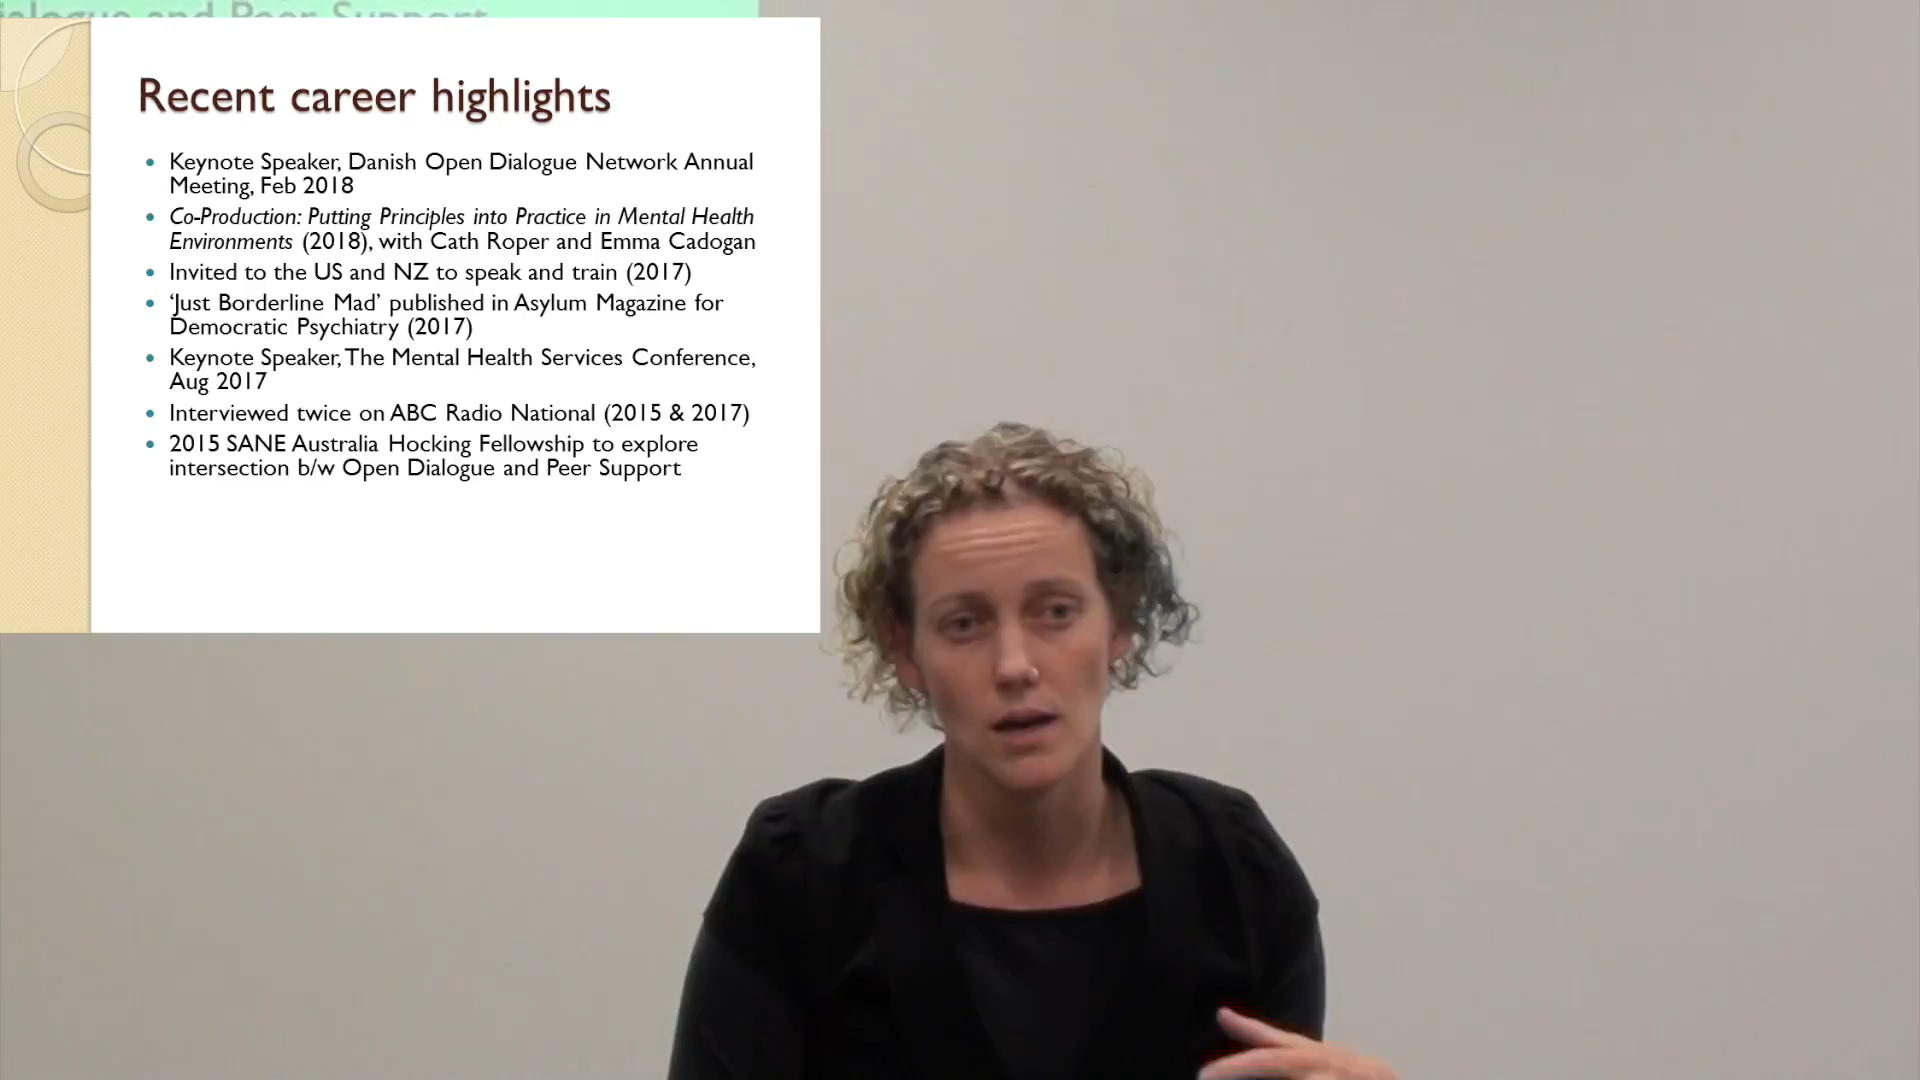 ialogue and Peer Support
Recent career highlights
• Keynote Speaker, Danish Open Dialogue Network Annual
Meeting, Feb 2018
• Co-Production: Putting Principles into Practice in Mental Health
Environments (2018), with Cath Roper and Emma Cadogan
• Invited to the US and NZ to speak and train (2017)
• ‘Just Borderline Mad’ published in Asylum Magazine for
Democratic Psychiatry (2017)
• Keynote Speaker, The Mental Health Services Conference,
Aug 2017
• Interviewed twice on ABC Radio National (2015 & 2017)
• 2015 SANE Australia Hocking Fellowship to explore
intersection b/w Open Dialogue and Peer Support